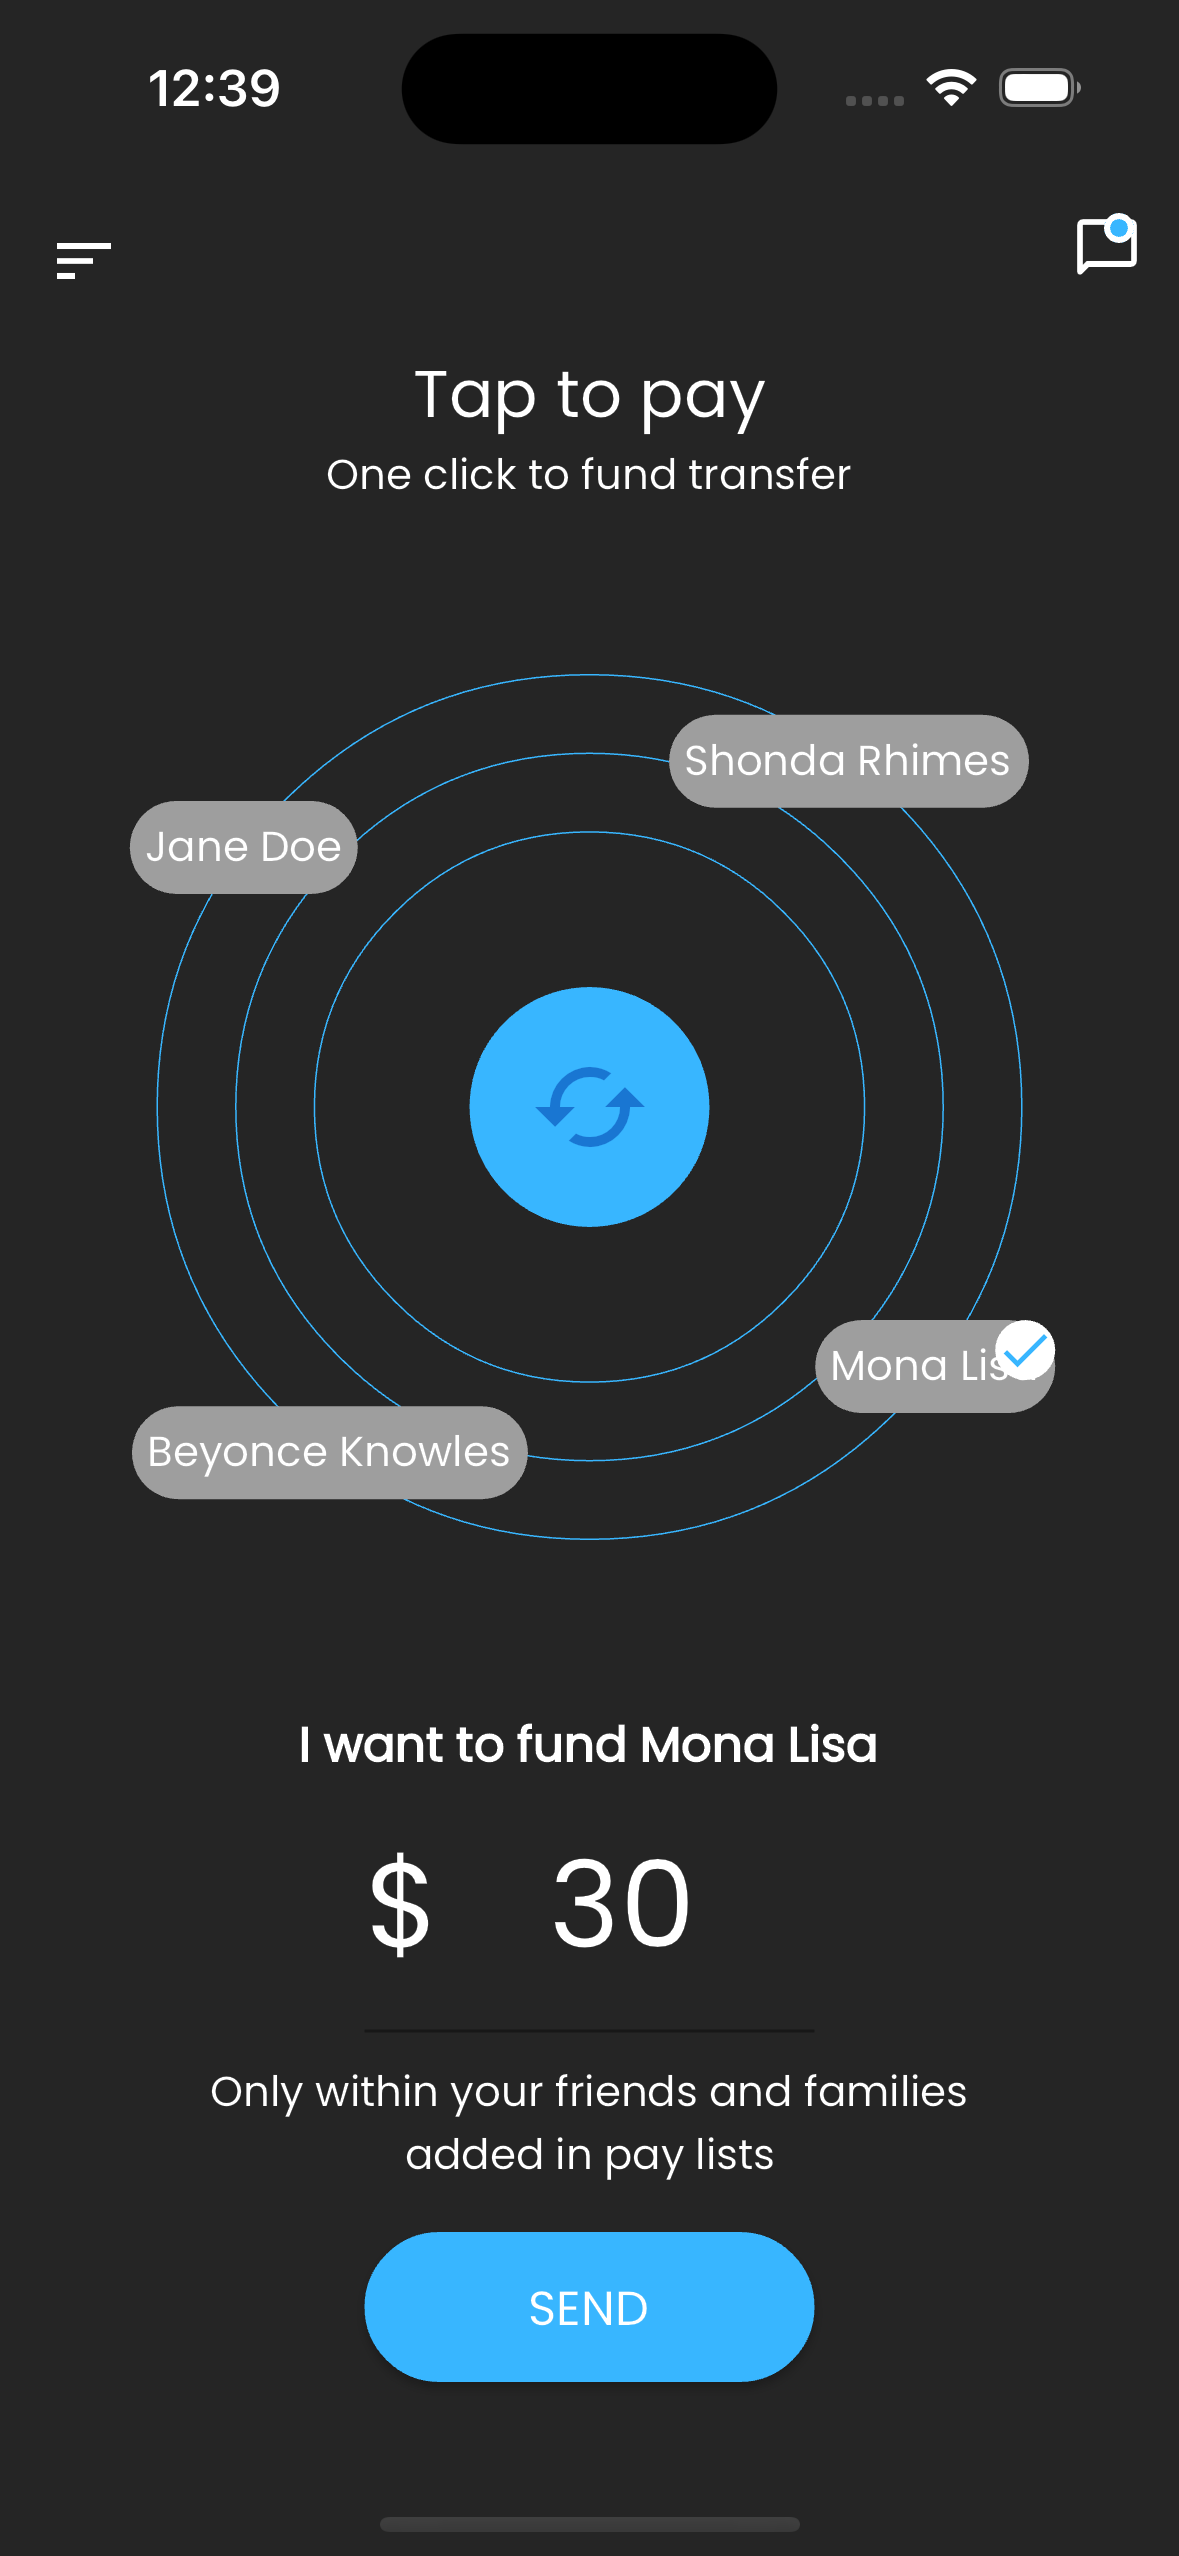 12:39
Tap to pay
One click to fund transfer
Shonda Rhimes
Jane Doe
Mona Lis
Beyonce Knowles
I want to fund Mona Lisa
$ 30
Only within your friends and families
added in pay lists
SEND